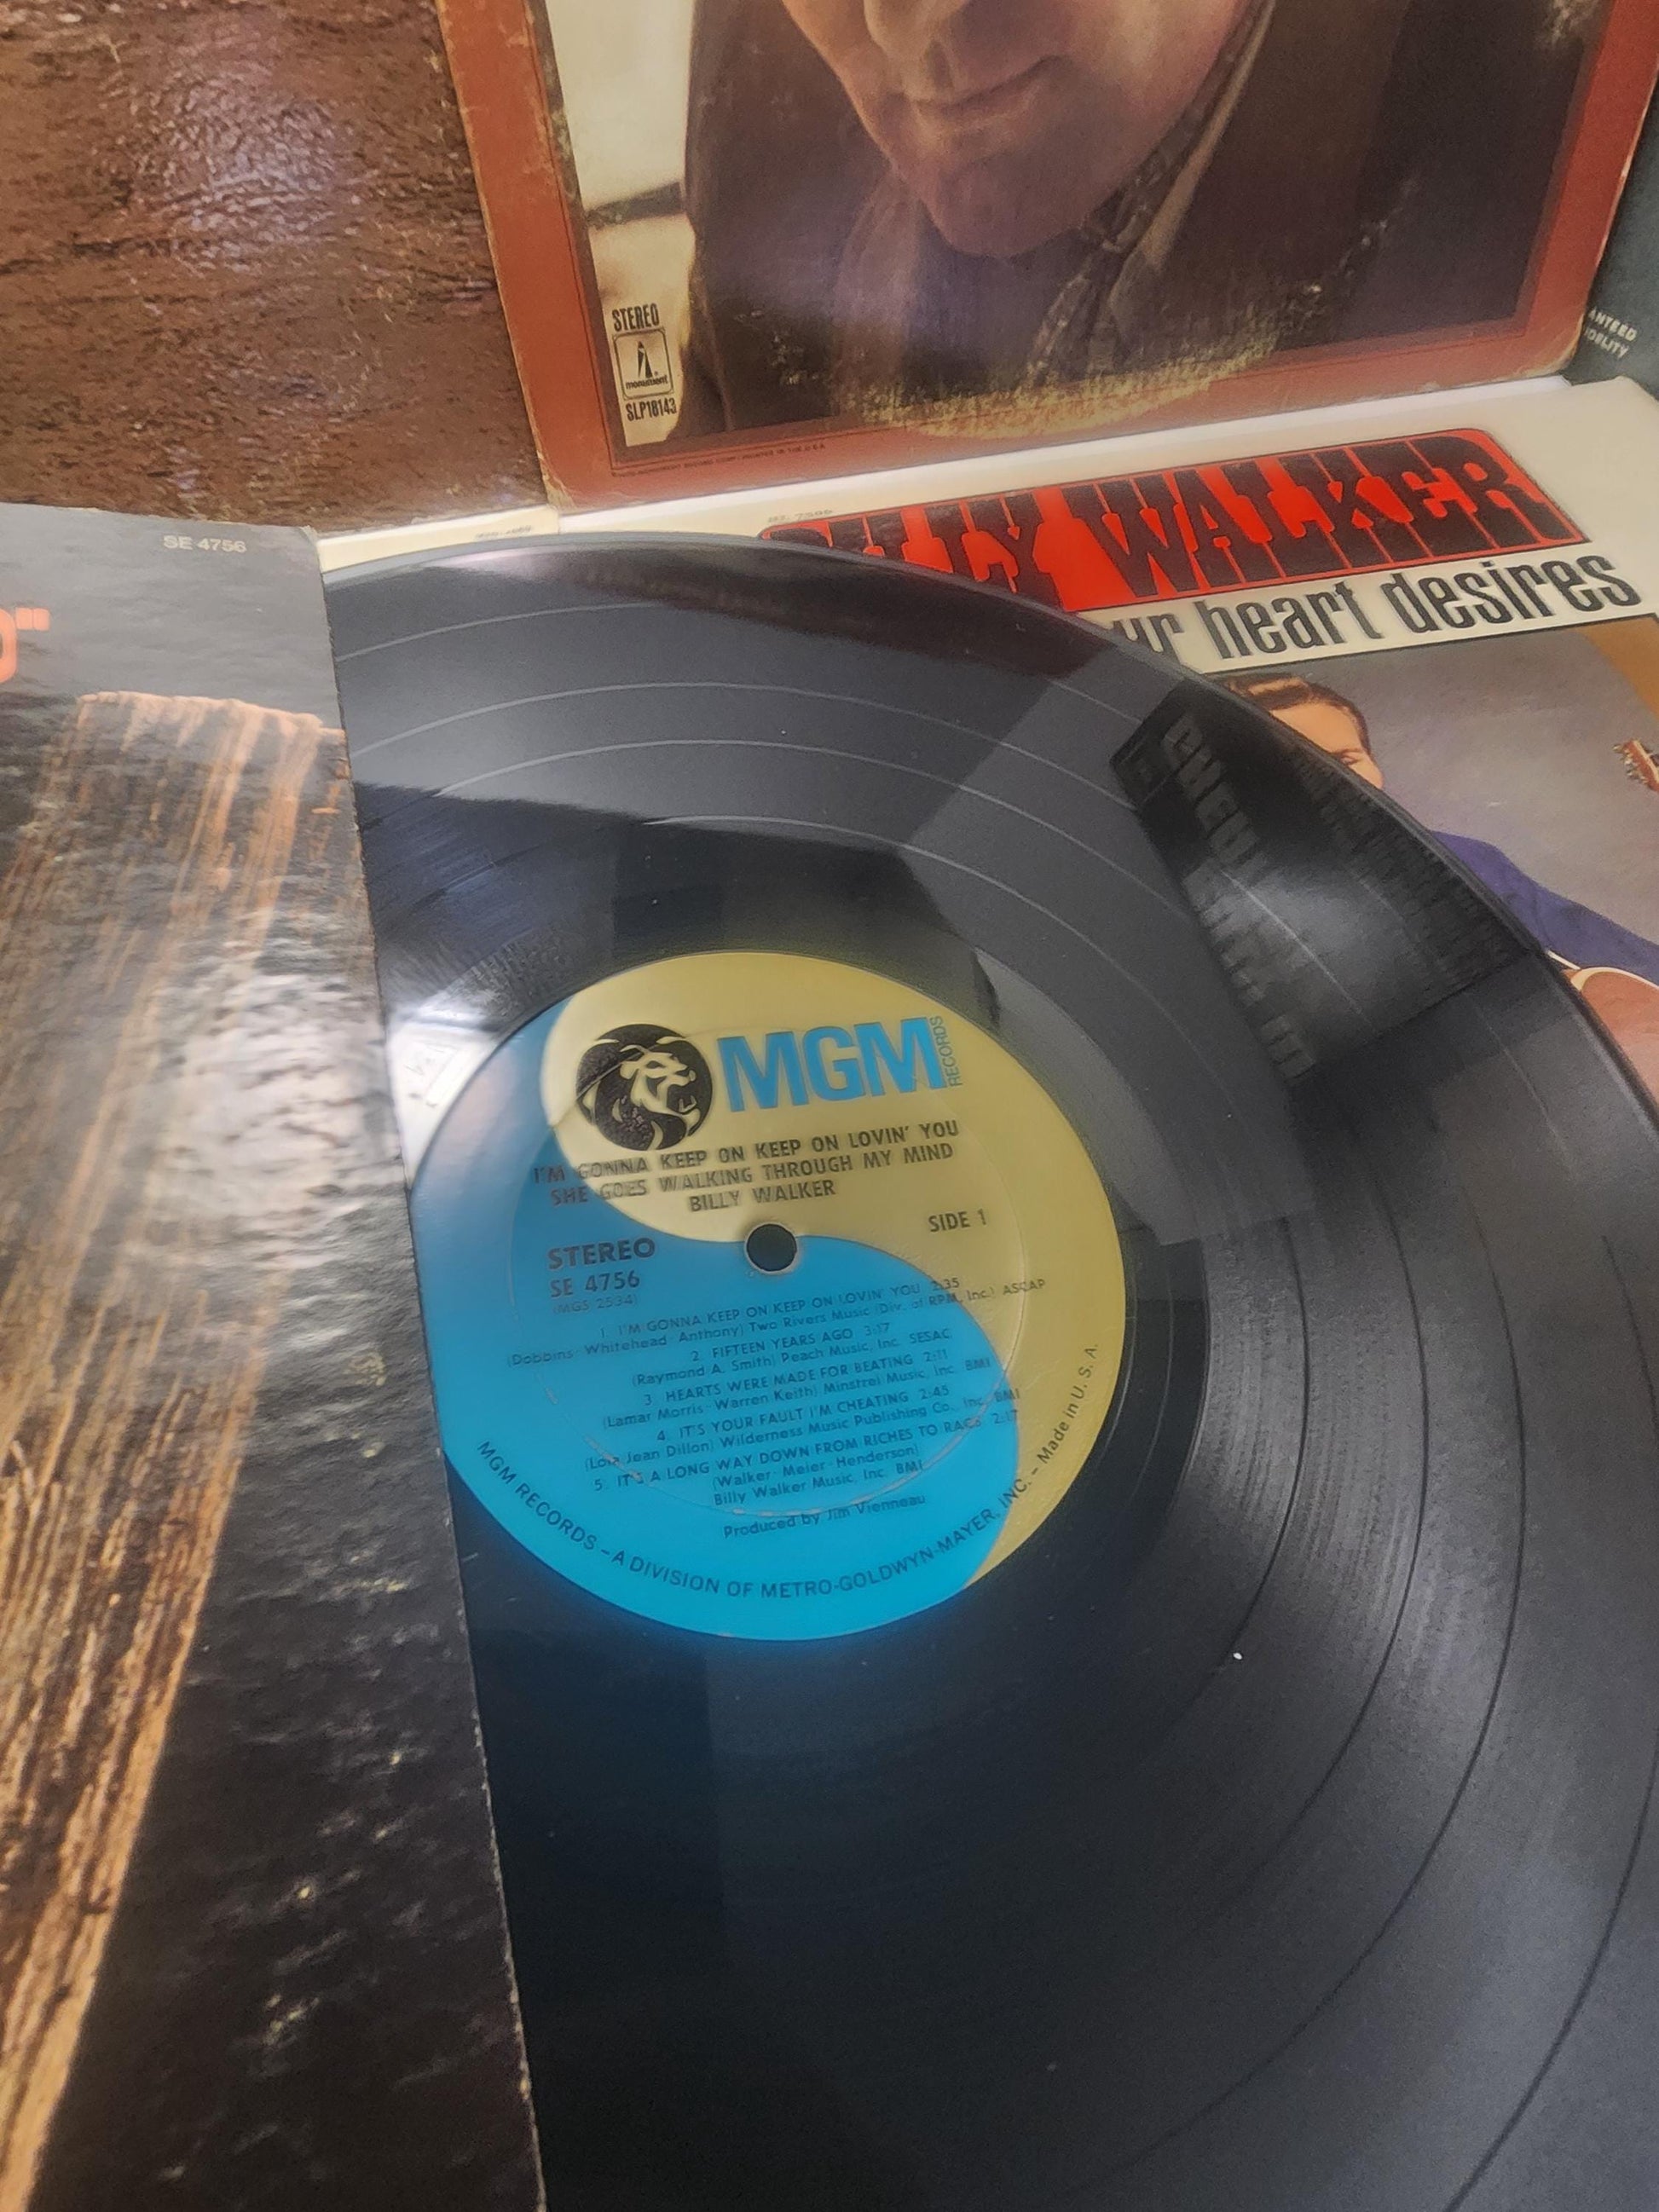 STEREO
monument
SLP18143
ANTEED
DELITY
BILLY WALKER
ur heart desires
SE 4756
MGM
RECORDS
I'M GONNA KEEP ON KEEP ON LOVIN' YOU
SHE GOES WALKING THROUGH MY MIND
BILLY WALKER
SIDE 1
STEREO
SE 4756
(MGS 2534)
1. I'M GONNA KEEP ON KEEP ON LOVIN' YOU 2:35
(Dobbins-Whitehead-Anthony) Two Rivers Music (Div. of RPM, Inc.) ASCAP
2. FIFTEEN YEARS AGO 3:17
(Raymond A. Smith) Peach Music, Inc. SESAC
3. HEARTS WERE MADE FOR BEATING 2:11
(Lamar Morris-Warren Keith) Minstrel Music, Inc. BMI
4. IT'S YOUR FAULT I'M CHEATING 2:45
(Lola Jean Dillon) Wilderness Music Publishing Co., Inc. BMI
5. IT'S A LONG WAY DOWN FROM RICHES TO RAGS 2:17
(Walker-Meier-Henderson)
Billy Walker Music, Inc. BMI
Produced by Jim Vienneau
MGM RECORDS – A DIVISION OF METRO-GOLDWYN-MAYER, INC. – Made in U. S. A.